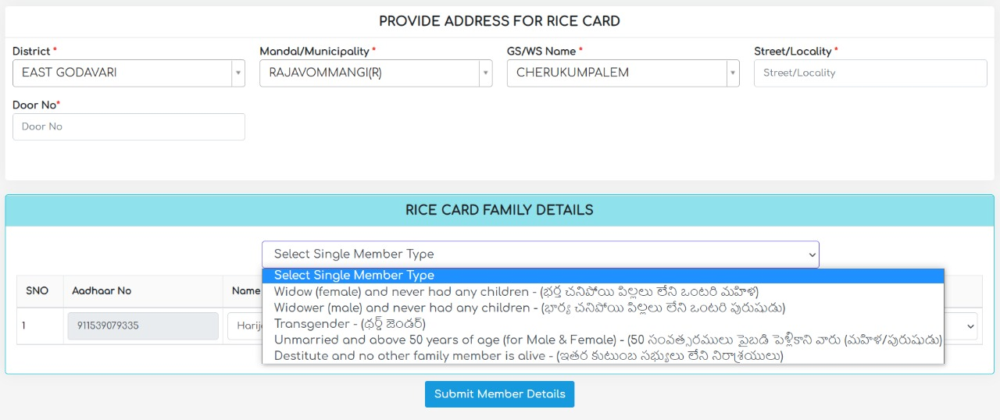 PROVIDE ADDRESS FOR RICE CARD
District * Mandal/Municipality * GS/WS Name * Street/Locality *
EAST GODAVARI RAJAVOMMANGI(R) CHERUKUMPALEM Street/Locality
Door No*
Door No
RICE CARD FAMILY DETAILS
Select Single Member Type
Select Single Member Type
SNO Aadhaar No Name
Widow (female) and never had any children - (భర్త చనిపోయి పిల్లలు లేని ఒంటరి మహిళ)
Widower (male) and never had any children - (భార్య చనిపోయి పిల్లలు లేని ఒంటరి పురుషుడు)
1 911539079335
Transgender - (థర్డ్ జెండర్)
Unmarried and above 50 years of age (for Male & Female) - (50 సంవత్సరములు పైబడి పెళ్లికాని వారు (మహిళ/పురుషుడు)
Destitute and no other family member is alive - (ఇతర కుటుంబ సభ్యులు లేని నిరాశ్రయులు)
Submit Member Details